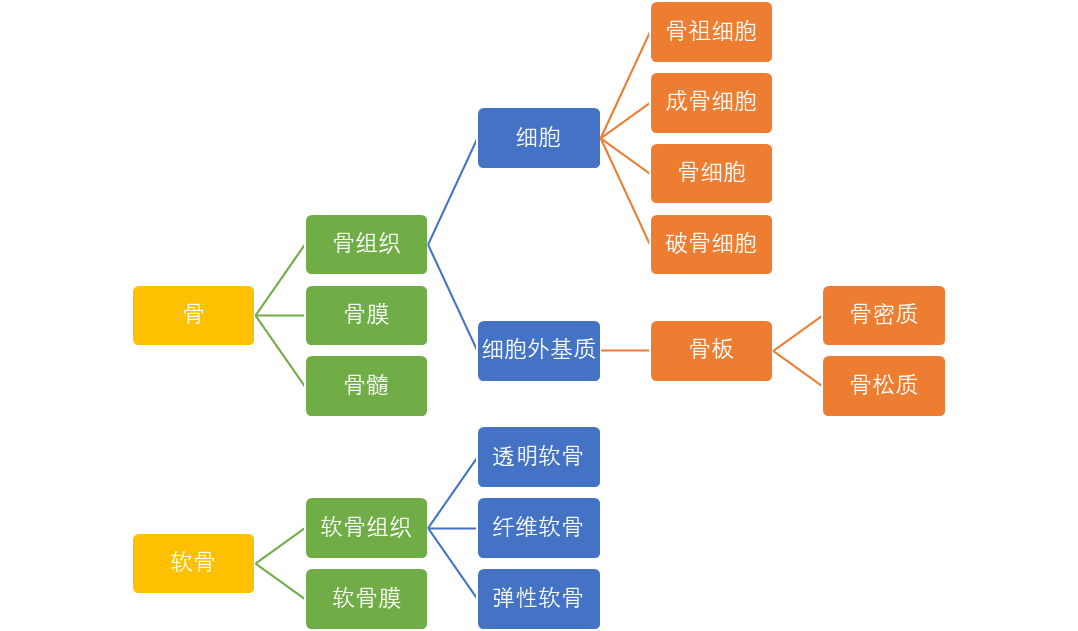 骨祖细胞
成骨细胞
细胞
骨细胞
骨组织
破骨细胞
骨
骨膜
骨密质
细胞外基质
骨板
骨髓
骨松质
透明软骨
软骨组织
纤维软骨
软骨
软骨膜
弹性软骨